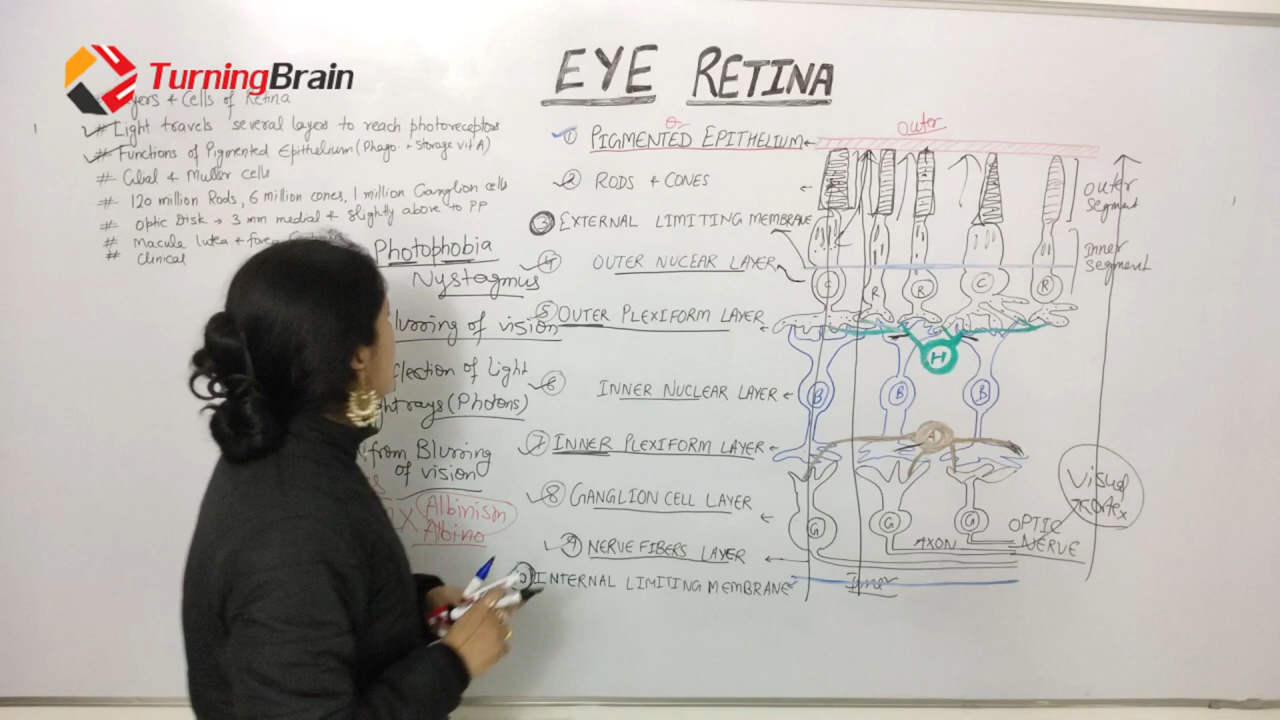 TurningBrain
EYE RETINA
yers & Cells of Retina
# Light travels several layers to reach photoreceptors
# Functions of Pigmented Epithelium (Phago. + Storage vit A)
# Cubial & Muller cells
# 120 million Rods, 6 million cones, 1 million Ganglion cells
# Optic Disk → 3 mm medial & slightly above to PP
# Macula lutea & fovea
# Clinical
Photophobia
Nystagmus
Blurring of vision
flection of Light
ght rays (Photons)
from Blurring
of vision
Albinism
Albino
① PIGMENTED EPITHELIUM
② RODS & CONES
③ EXTERNAL LIMITING MEMBRANE
④ OUTER NUCEAR LAYER
⑤ OUTER PLEXIFORM LAYER
⑥ INNER NUCLEAR LAYER
⑦ INNER PLEXIFORM LAYER
⑧ GANGLION CELL LAYER
⑨ NERVE FIBERS LAYER
INTERNAL LIMITING MEMBRANE
Outer
Outer Segment
Inner Segment
C R R C R
H
B B B
A
G G G
AXON
OPTIC NERVE
Visual Kortex
Inner